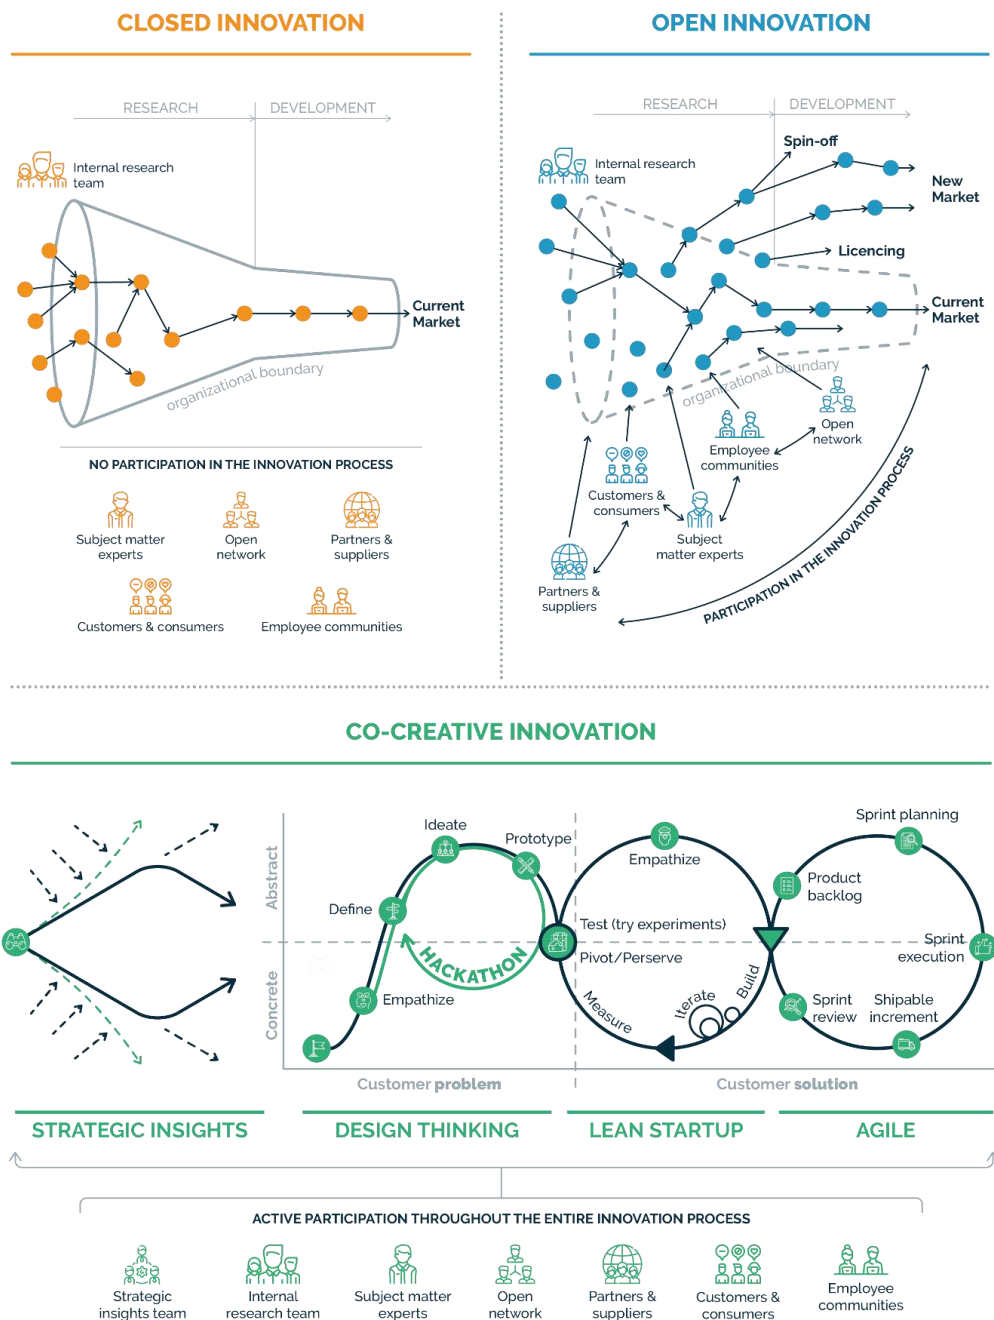 CLOSED INNOVATION
RESEARCH
DEVELOPMENT
Internal research
team
Current
Market
organizational boundary
NO PARTICIPATION IN THE INNOVATION PROCESS
Subject matter
experts
Open
network
Partners &
suppliers
Customers & consumers
Employee communities
OPEN INNOVATION
RESEARCH
DEVELOPMENT
Internal research
team
Spin-off
New
Market
Licencing
Current
Market
organizational boundary
Open
network
Employee
communities
Customers &
consumers
Subject
matter experts
Partners &
suppliers
PARTICIPATION IN THE INNOVATION PROCESS
CO-CREATIVE INNOVATION
Abstract
Concrete
Ideate
Prototype
Define
Empathize
HACKATHON
Customer problem
Empathize
Test (try experiments)
Pivot/Perserve
Measure
Iterate
Build
Sprint planning
Product
backlog
Sprint
execution
Sprint
review
Shipable
increment
Customer solution
STRATEGIC INSIGHTS
DESIGN THINKING
LEAN STARTUP
AGILE
ACTIVE PARTICIPATION THROUGHOUT THE ENTIRE INNOVATION PROCESS
Strategic
insights team
Internal
research team
Subject matter
experts
Open
network
Partners &
suppliers
Customers &
consumers
Employee
communities